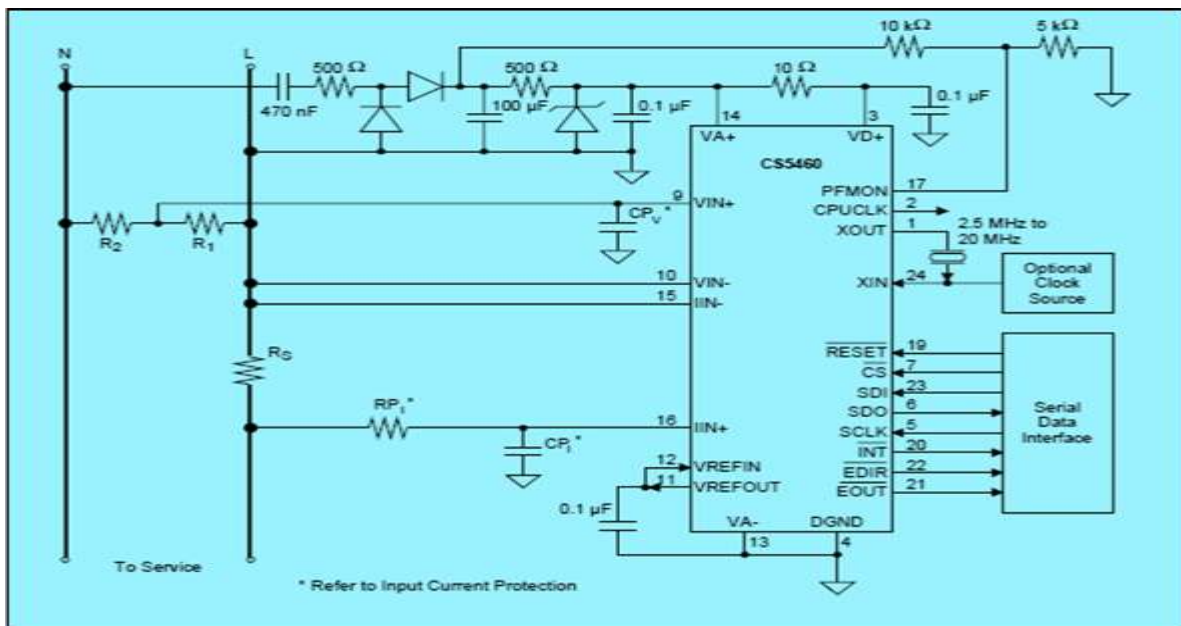 10 kΩ 5 kΩ
N L
500 Ω 500 Ω 10 Ω
470 nF 100 µF 0.1 µF 0.1 µF
14 3
VA+ VD+
CS5460
PFMON 17
9 VIN+ CPUCLK 2
CPv* XOUT 1 2.5 MHz to
20 MHz
R2 R1
10 VIN- XIN 24 Optional
Clock
Source
15 IIN-
RS RESET 19
CS 7
SDI 23
RPI* SDO 6 Serial
Data
Interface
16 IIN+ SCLK 5
CPI* INT 20
12 VREFIN EDIR 22
11 VREFOUT EOUT 21
0.1 µF
VA- DGND
13 4
To Service
* Refer to Input Current Protection